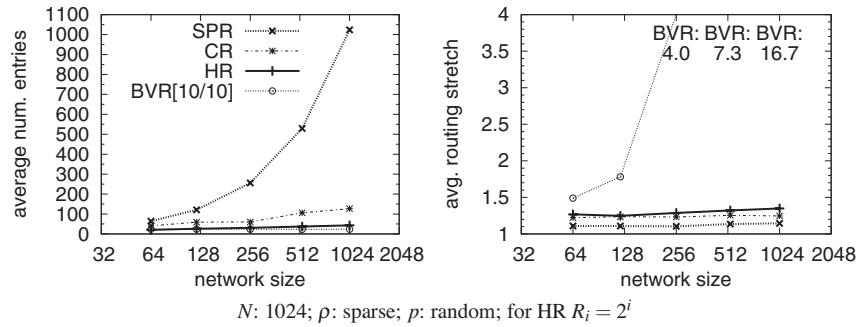 1100
1000
900
800
700
600
500
400
300
200
100
0
average num. entries
SPR
CR
HR
BVR[10/10]
32 64 128 256 512 1024 2048
network size
4
3.5
3
2.5
2
1.5
1
avg. routing stretch
BVR: BVR: BVR:
4.0 7.3 16.7
32 64 128 256 512 1024 2048
network size
N: 1024; ρ: sparse; p: random; for HR Rᵢ = 2ⁱ